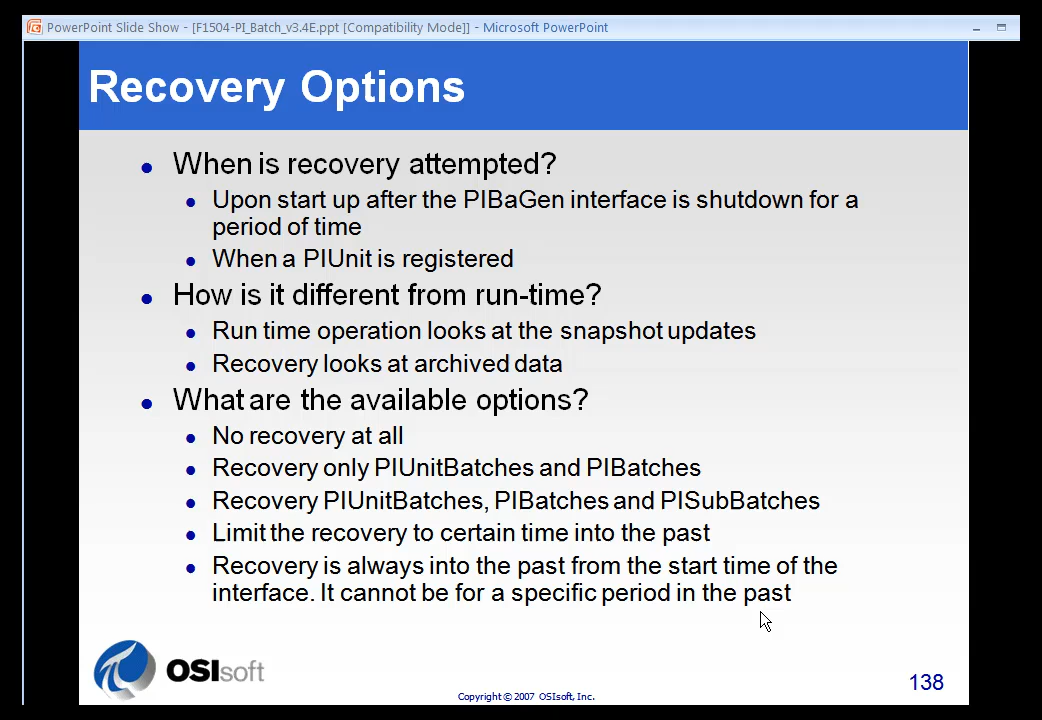 PowerPoint Slide Show - [F1504-PI_Batch_v3.4E.ppt [Compatibility Mode]] - Microsoft PowerPoint
Recovery Options
When is recovery attempted?
Upon start up after the PIBaGen interface is shutdown for a
period of time
When a PIUnit is registered
How is it different from run-time?
Run time operation looks at the snapshot updates
Recovery looks at archived data
What are the available options?
No recovery at all
Recovery only PIUnitBatches and PIBatches
Recovery PIUnitBatches, PIBatches and PISubBatches
Limit the recovery to certain time into the past
Recovery is always into the past from the start time of the
interface. It cannot be for a specific period in the past
OSIsoft
138
Copyright © 2007 OSIsoft, Inc.